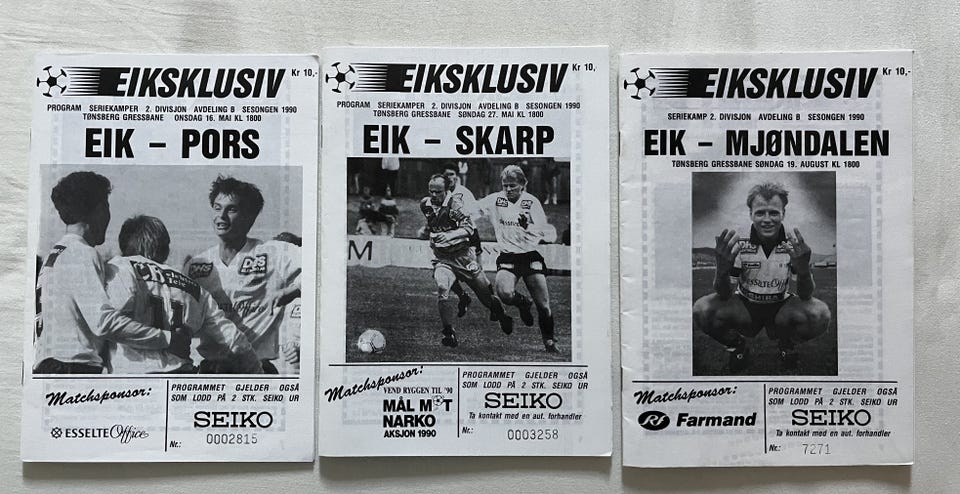 EIKSKLUSIV Kr 10,-
PROGRAM SERIEKAMPER 2. DIVISJON AVDELING B SESONGEN 1990
TØNSBERG GRESSBANE ONSDAG 16. MAI KL 1800
EIK – PORS
DHS
DHS
11
Matchsponsor:
ESSELTE Office
PROGRAMMET GJELDER OGSÅ
SOM LODD PÅ 2 STK. SEIKO UR
SEIKO
Nr.: 0002815
EIKSKLUSIV Kr 10,
PROGRAM SERIEKAMPER 2. DIVISJON AVDELING B SESONGEN 1990
TØNSBERG GRESSBANE SØNDAG 27. MAI KL 1800
EIK – SKARP
M
Matchsponsor:
VEND RYGGEN TIL '90
MÅL MOT
NARKO
AKSJON 1990
PROGRAMMET GJELDER OGSÅ
SOM LODD PÅ 2 STK. SEIKO UR
SEIKO
Ta kontakt med en aut. forhandler
Nr.: 0003258
EIKSKLUSIV Kr 10,-
SERIEKAMP 2. DIVISJON AVDELING B SESONGEN 1990
EIK – MJØNDALEN
TØNSBERG GRESSBANE SØNDAG 19. AUGUST KL 1800
ESSELTE Office
Matchsponsor:
Farmand
PROGRAMMET GJELDER OGSÅ
SOM LODD PÅ 2 STK. SEIKO UR
SEIKO
Ta kontakt med en aut. forhandler
Nr.: 7271